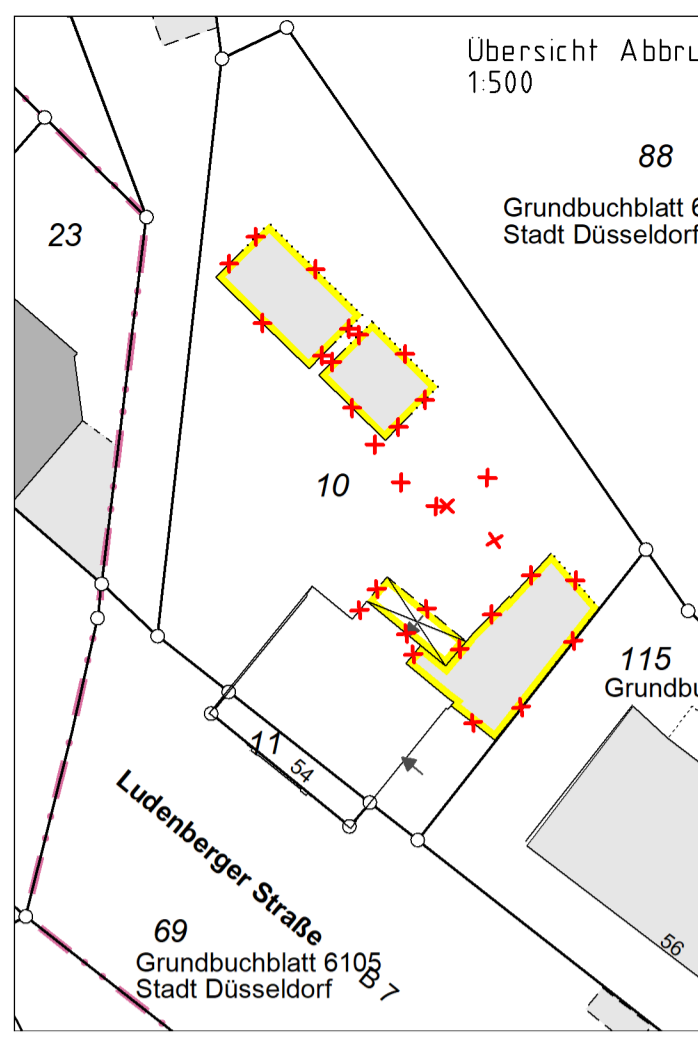 Übersicht Abbru
1:500
88
Grundbuchblatt 6
Stadt Düsseldorf
23
10
115
Grundbu
11
54
Ludenberger Straße
B 7
56
69
Grundbuchblatt 6105
Stadt Düsseldorf